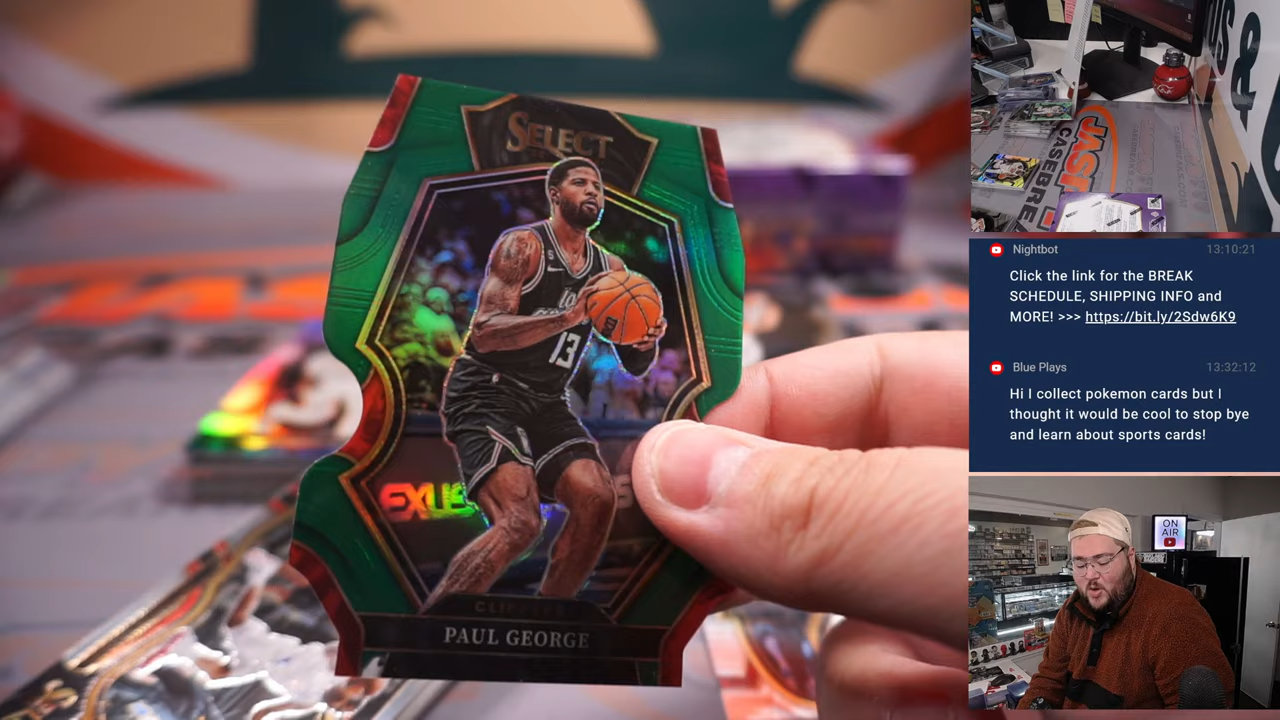 SELECT
13
CLIPPERS
PAUL GEORGE
US &
JASPY
CASEBRE
Nightbot 13:10:21
Click the link for the BREAK
SCHEDULE, SHIPPING INFO and
MORE! >>> https://bit.ly/2Sdw6K9
Blue Plays 13:32:12
Hi I collect pokemon cards but I
thought it would be cool to stop bye
and learn about sports cards!
ON
AIR